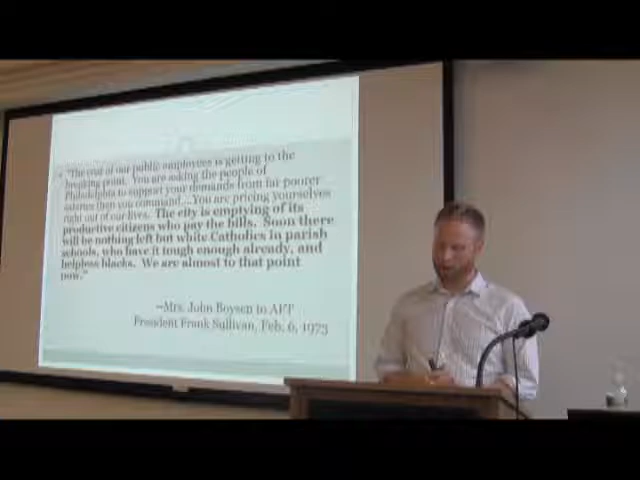 "The cost of our public employees is getting to the
breaking point. You are asking the people of
Philadelphia to support your demands from far poorer
salaries then you command...You are pricing yourselves
right out of our lives. The city is emptying of its
productive citizens who pay the bills. Soon there
will be nothing left but white Catholics in parish
schools, who have it tough enough already, and
helpless blacks. We are almost to that point
now."
—Mrs. John Boysen to AFT
President Frank Sullivan, Feb. 6, 1973